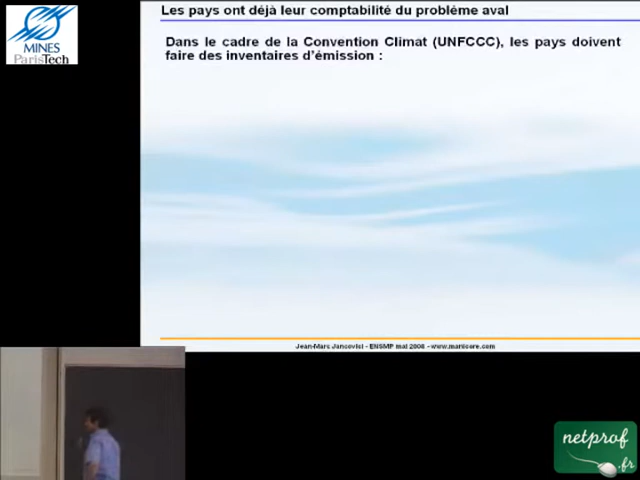 MINES
ParisTech
Les pays ont déjà leur comptabilité du problème aval
Dans le cadre de la Convention Climat (UNFCCC), les pays doivent
faire des inventaires d'émission :
Jean-Marc Jancovici - ENSMP mai 2008 - www.manicore.com
netprof
.fr